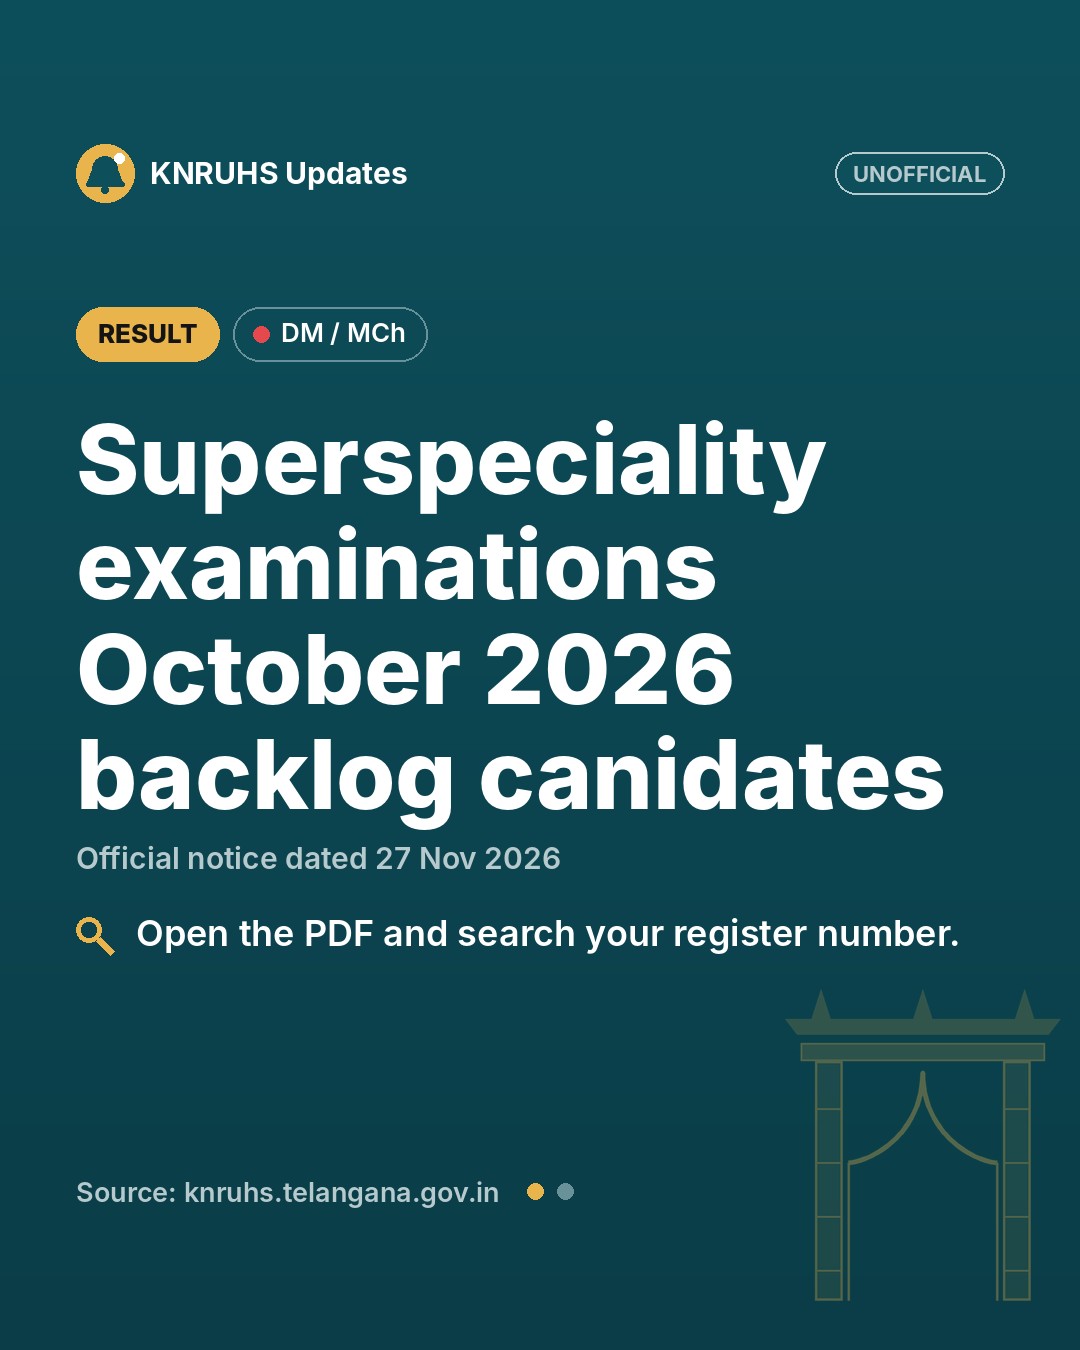 KNRUHS Updates
UNOFFICIAL
RESULT
DM / MCh
Superspeciality
examinations
October 2026
backlog canidates
Official notice dated 27 Nov 2026
Open the PDF and search your register number.
Source: knruhs.telangana.gov.in